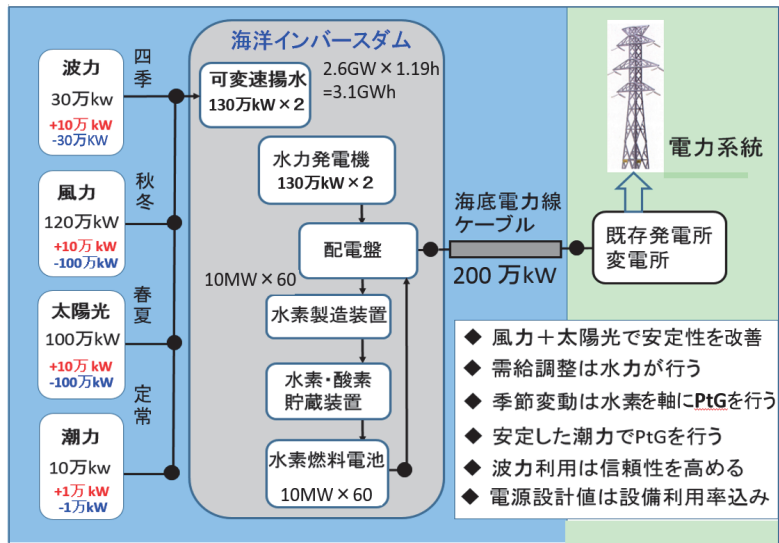 海洋インバースダム
波力
30万kw
+10万 kW
-30万KW
四季
可変速揚水
130万kW×2
2.6GW×1.19h
=3.1GWh
風力
120万kW
+10万 kW
-100万kW
秋冬
水力発電機
130万kW×2
配電盤
10MW×60
太陽光
100万kW
+10万 kW
-100万kW
春夏
水素製造装置
水素・酸素
貯蔵装置
潮力
10万kw
+1万 kW
-1万kW
定常
水素燃料電池
10MW×60
海底電力線
ケーブル
200 万kW
電力系統
既存発電所
変電所
◆ 風力＋太陽光で安定性を改善
◆ 需給調整は水力が行う
◆ 季節変動は水素を軸にPtGを行う
◆ 安定した潮力でPtGを行う
◆ 波力利用は信頼性を高める
◆ 電源設計値は設備利用率込み